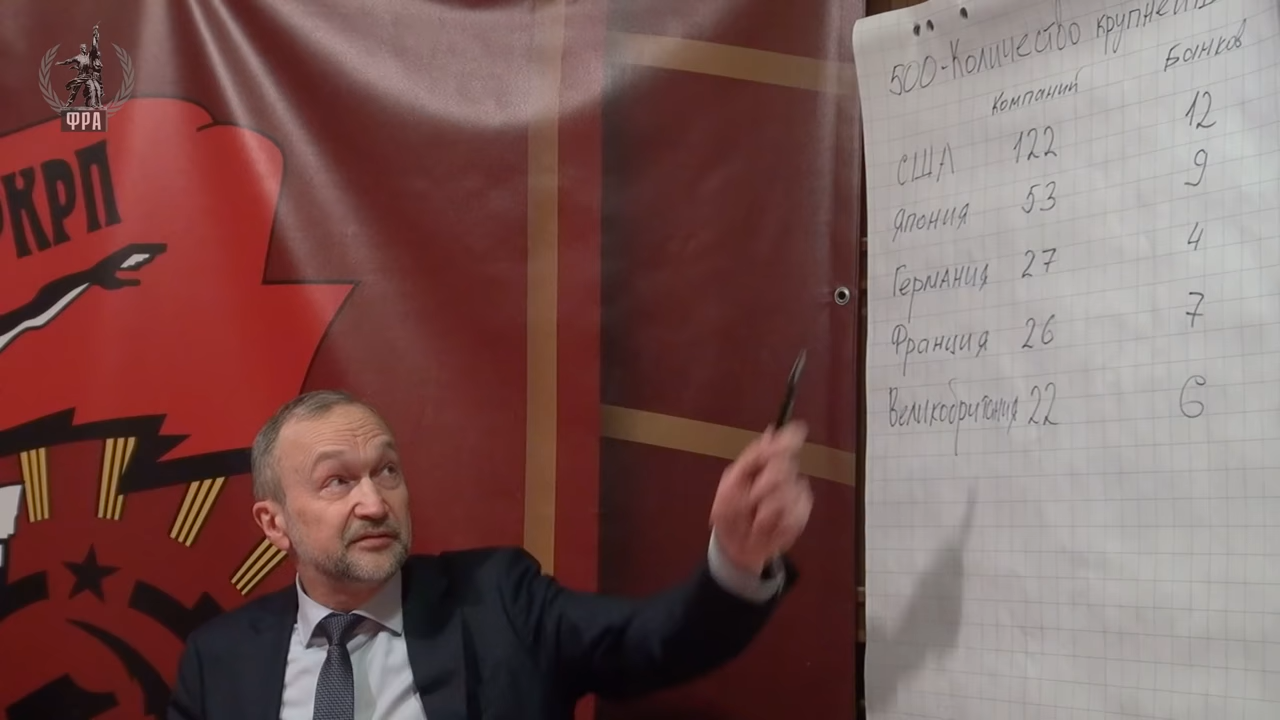 ФРА
РКРП
500-Количество крупнейш
компаний Банков
США 122 12
Япония 53 9
Германия 27 4
Франция 26 7
Великобритания 22 6